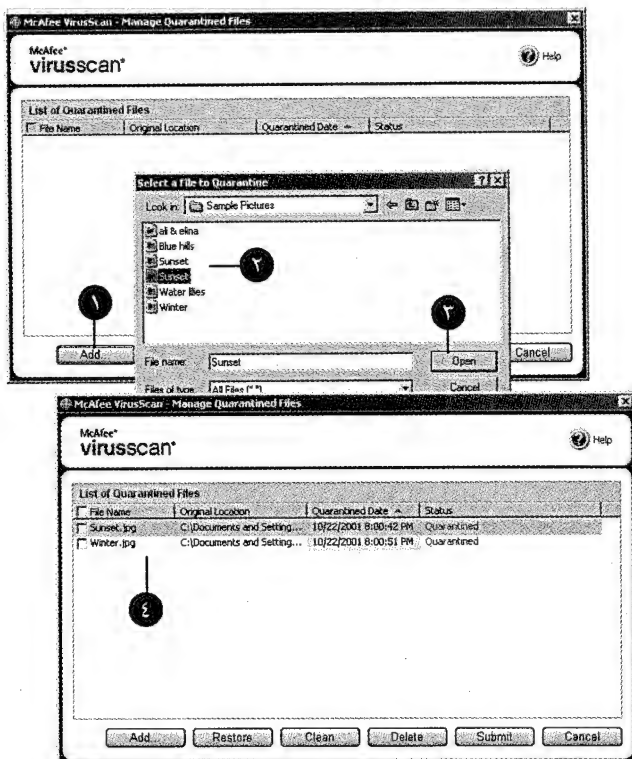 McAfee VirusScan - Manage Quarantined Files
McAfee
virusscan
Help
List of Quarantined Files
File Name Original Location Quarantined Date Status
Select a File to Quarantine
Look in: Sample Pictures
ali & elina
Blue hills
Sunset
Sunset
Water lilies
Winter
١
٢
٣
File name: Sunset Open
Files of type: All Files (*.*) Cancel
Add... Cancel
McAfee VirusScan - Manage Quarantined Files
McAfee
virusscan
Help
List of Quarantined Files
File Name Original Location Quarantined Date Status
Sunset.jpg C:\Documents and Setting... 10/22/2001 8:00:42 PM Quarantined
Winter.jpg C:\Documents and Setting... 10/22/2001 8:00:51 PM Quarantined
٤
Add... Restore Clean Delete Submit Cancel